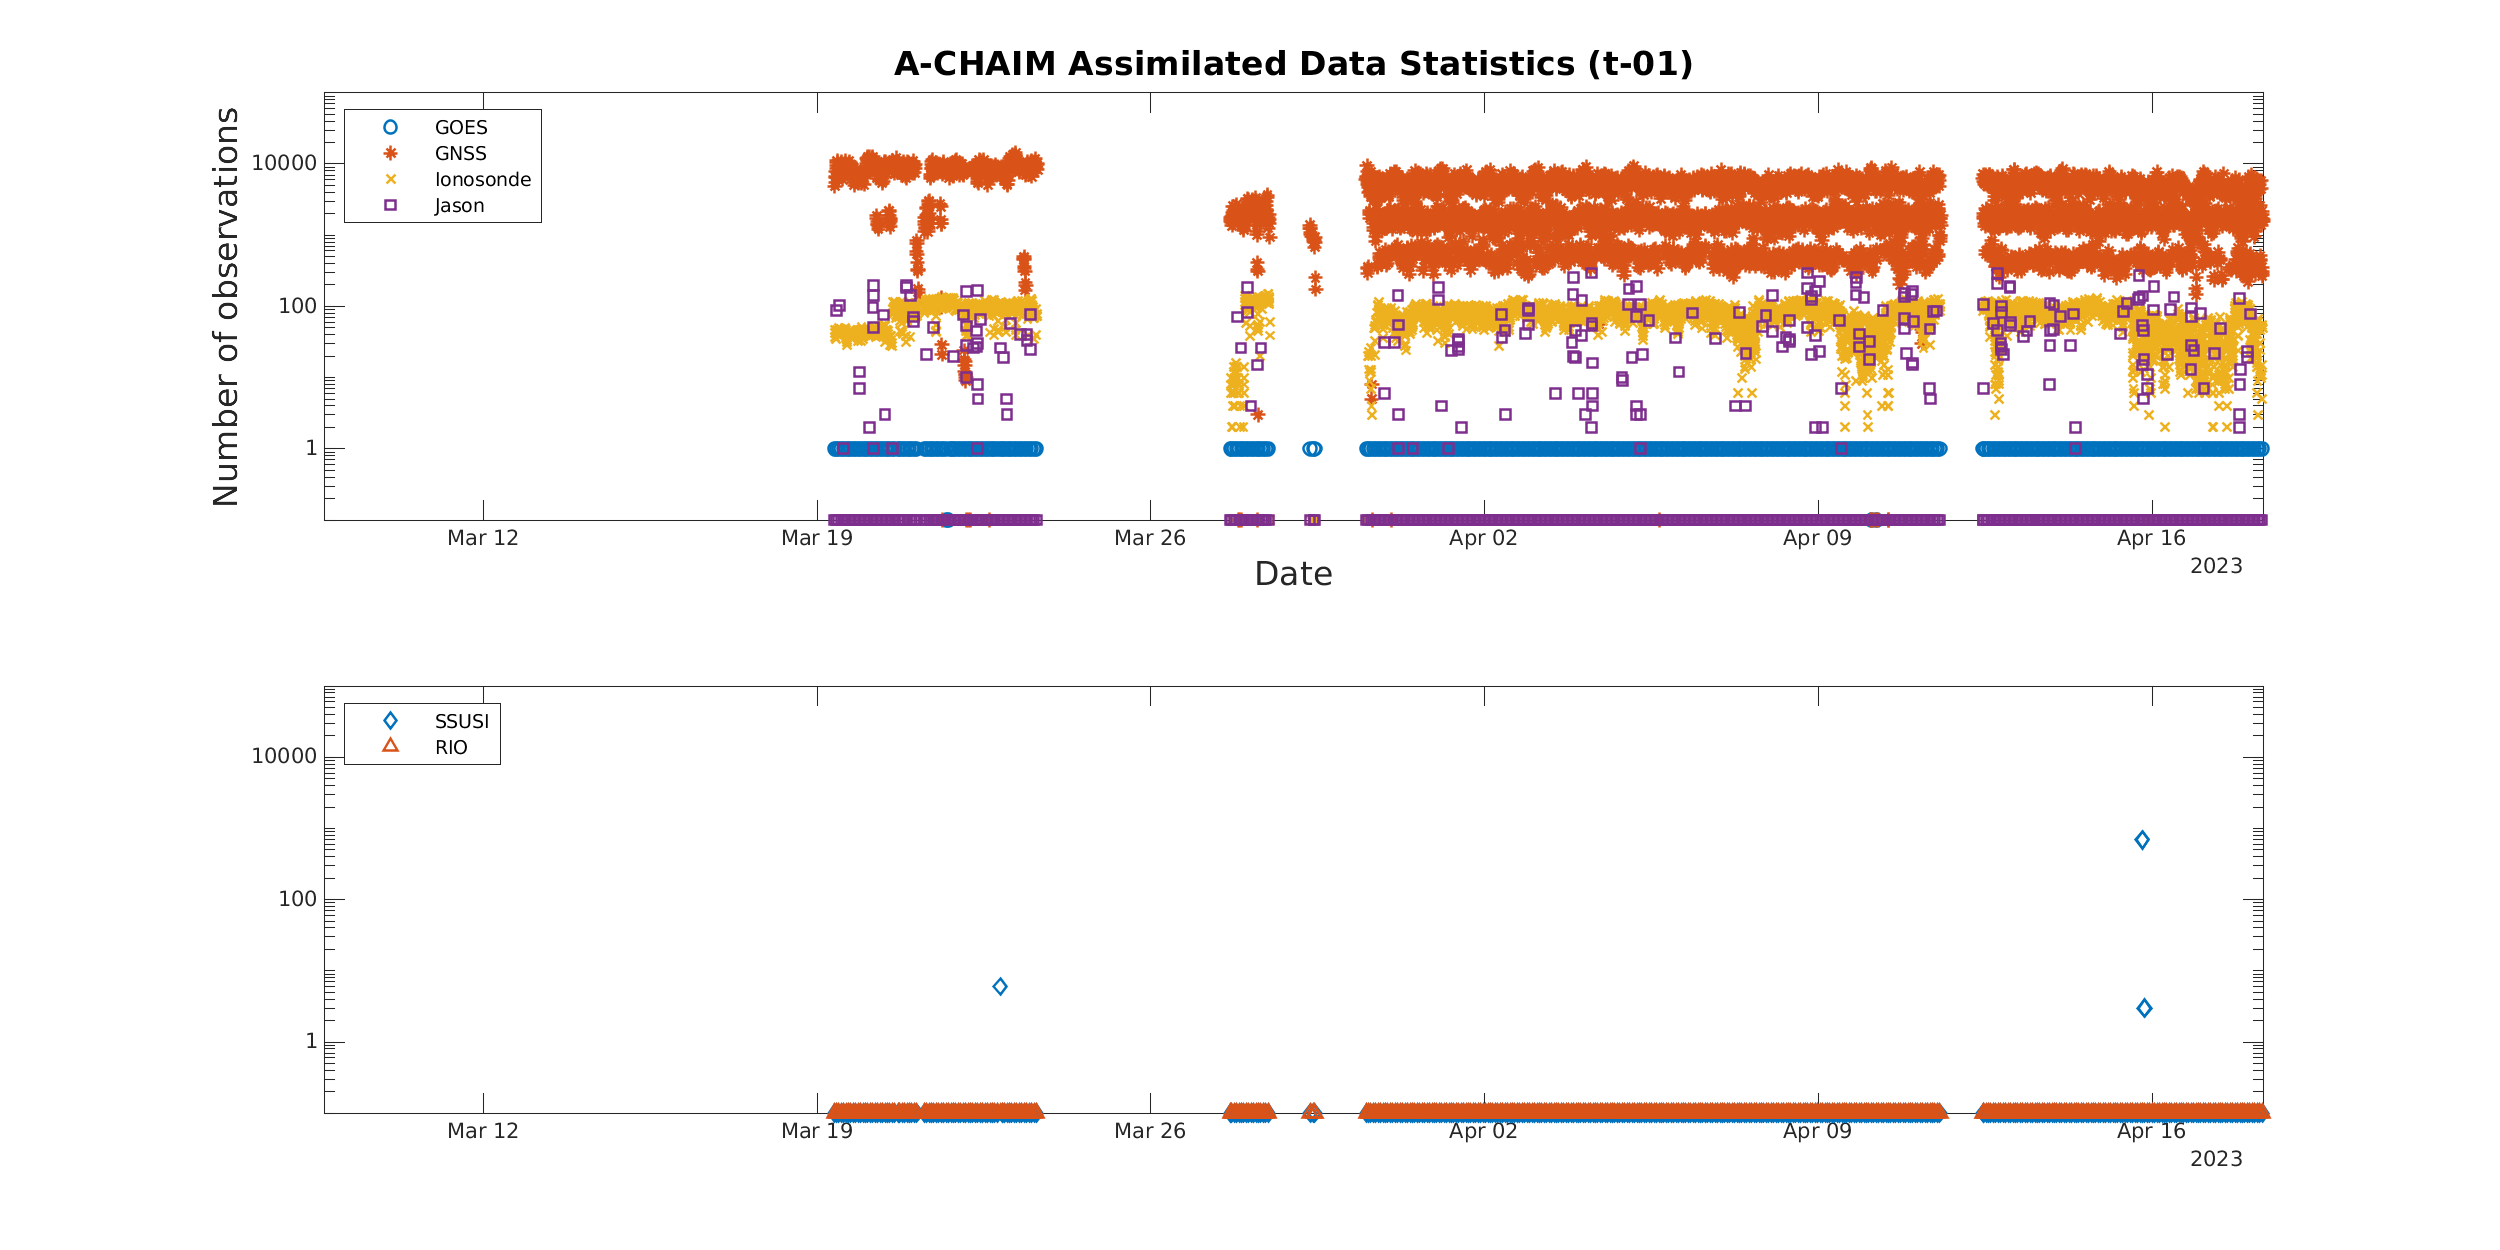 A-CHAIM Assimilated Data Statistics (t-01)
Number of observations
GOES
GNSS
Ionosonde
Jason
10000
100
1
Mar 12 Mar 19 Mar 26 Apr 02 Apr 09 Apr 16
2023
Date
SSUSI
RIO
10000
100
1
Mar 12 Mar 19 Mar 26 Apr 02 Apr 09 Apr 16
2023